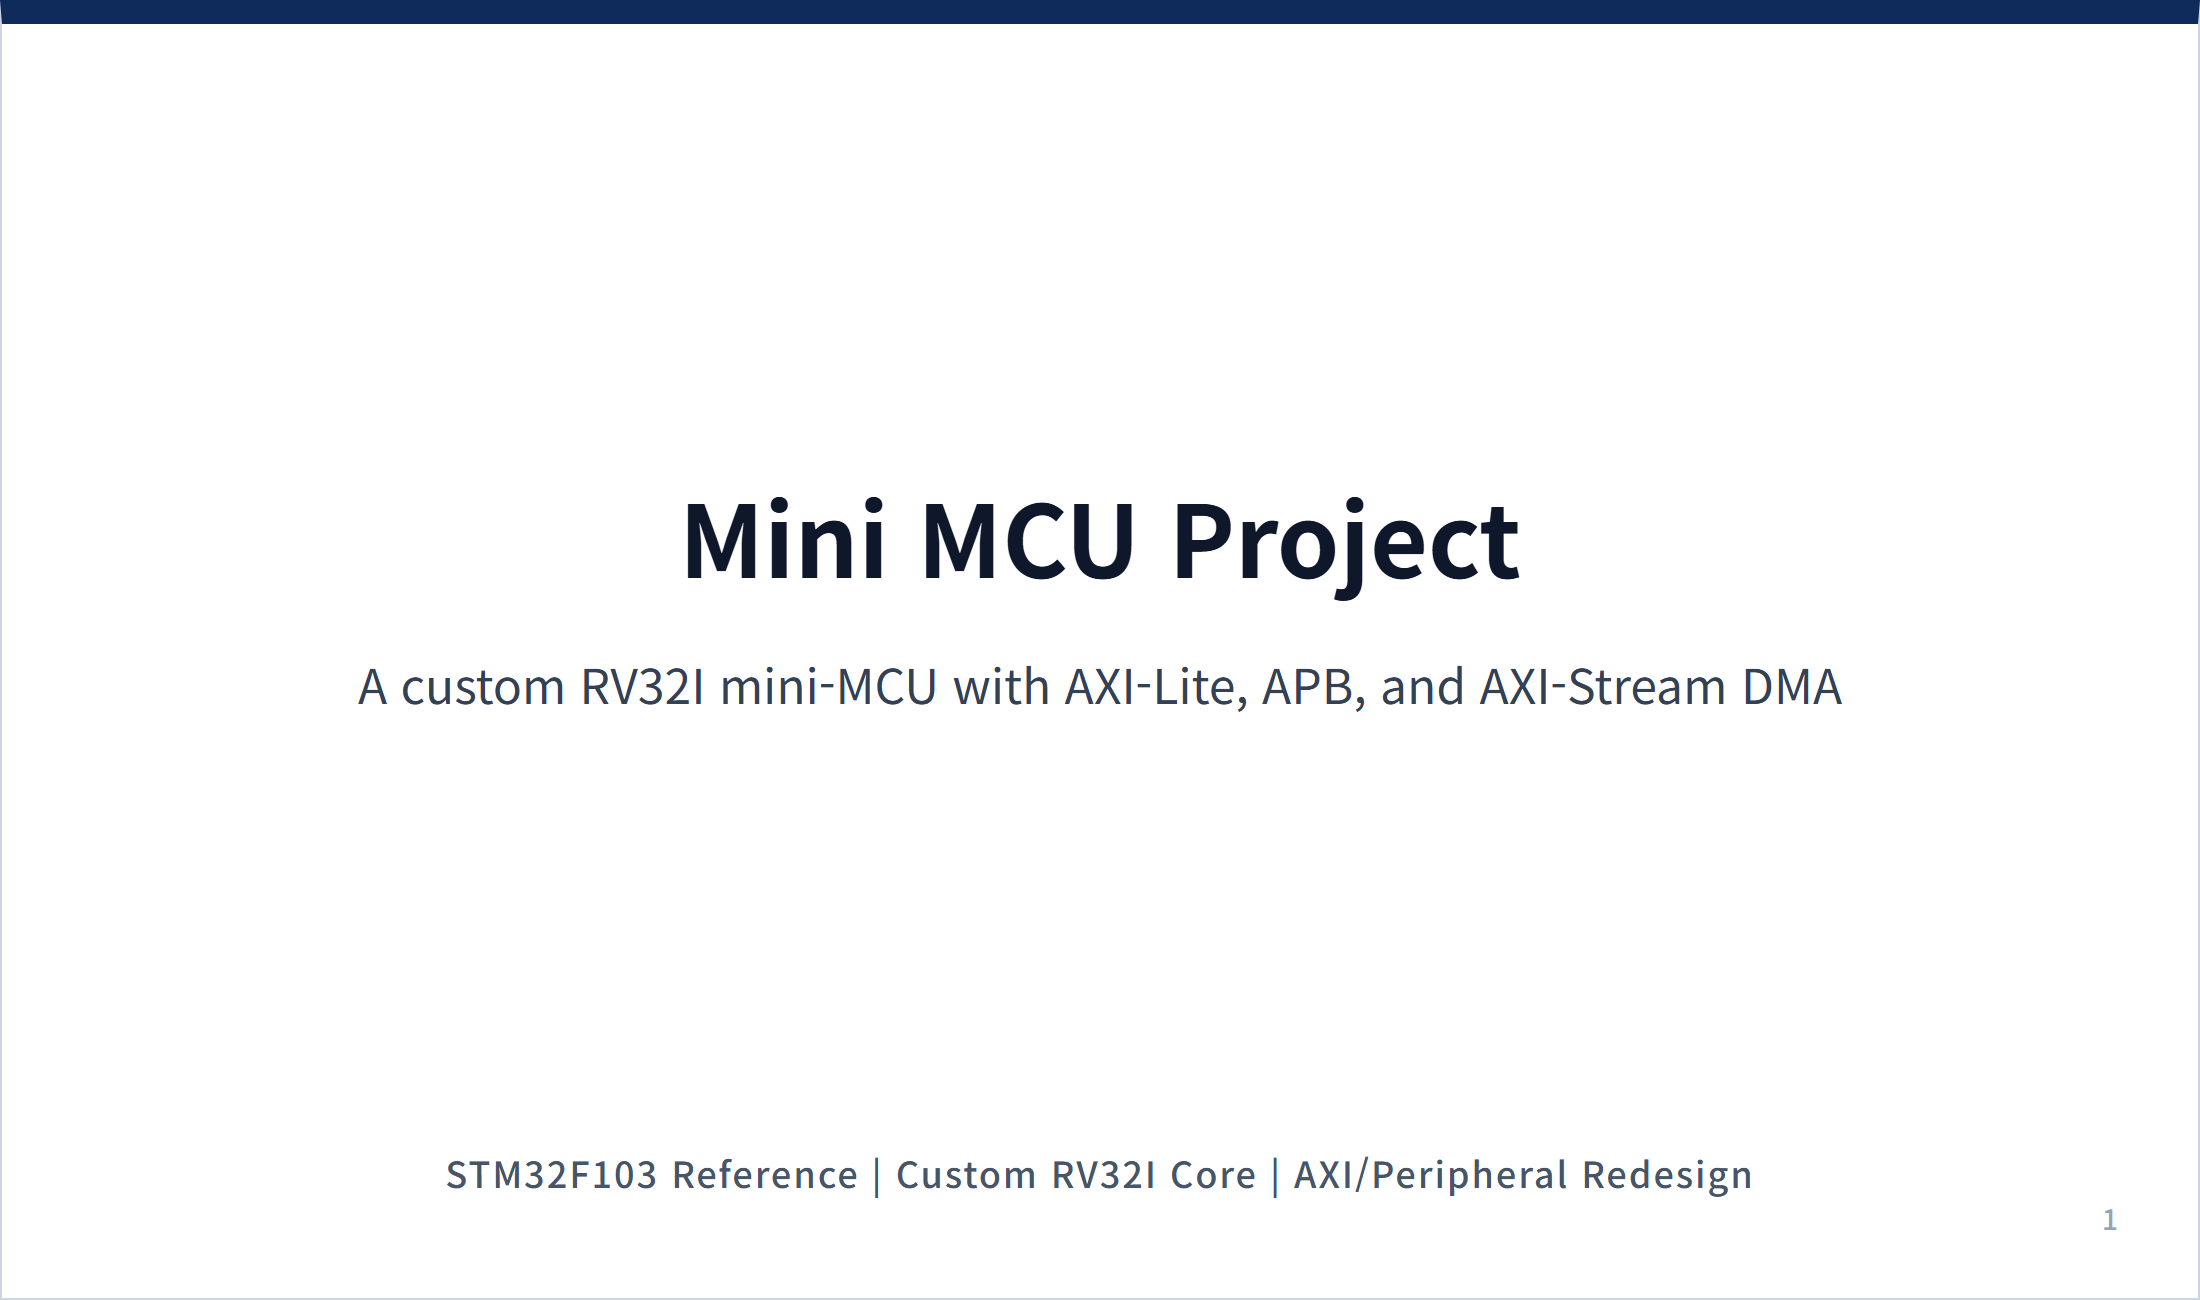 Mini MCU Project
A custom RV32I mini-MCU with AXI-Lite, APB, and AXI-Stream DMA
STM32F103 Reference | Custom RV32I Core | AXI/Peripheral Redesign
1